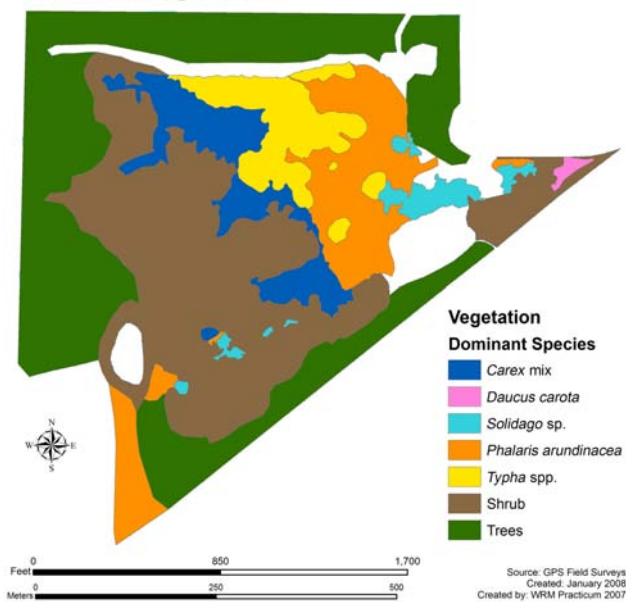 Vegetation
Dominant Species
Carex mix
Daucus carota
Solidago sp.
Phalaris arundinacea
Typha spp.
Shrub
Trees
N
W E
S
0 850 1,700
Feet
Meters
0 250 500
Source: GPS Field Surveys
Created: January 2008
Created by: WRM Practicum 2007